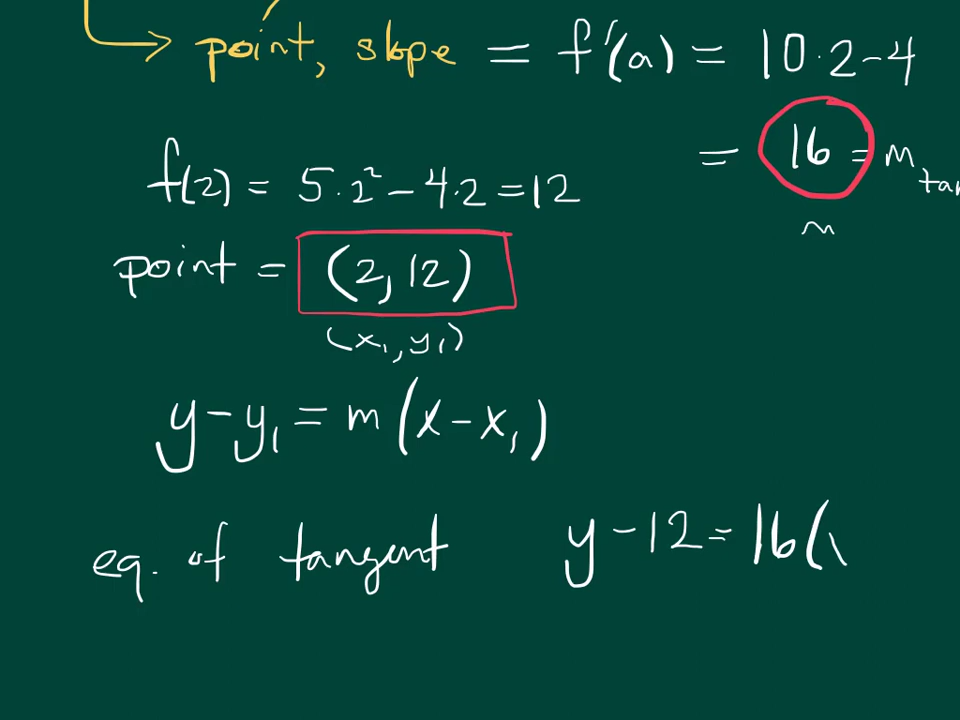 point, slope = f'(a) = 10·2-4
= 16 = m tan
m
f(2) = 5·2² - 4·2 = 12
point = (2, 12)
(x₁, y₁)
y - y₁ = m(x - x₁)
eq. of tangent y - 12 = 16(